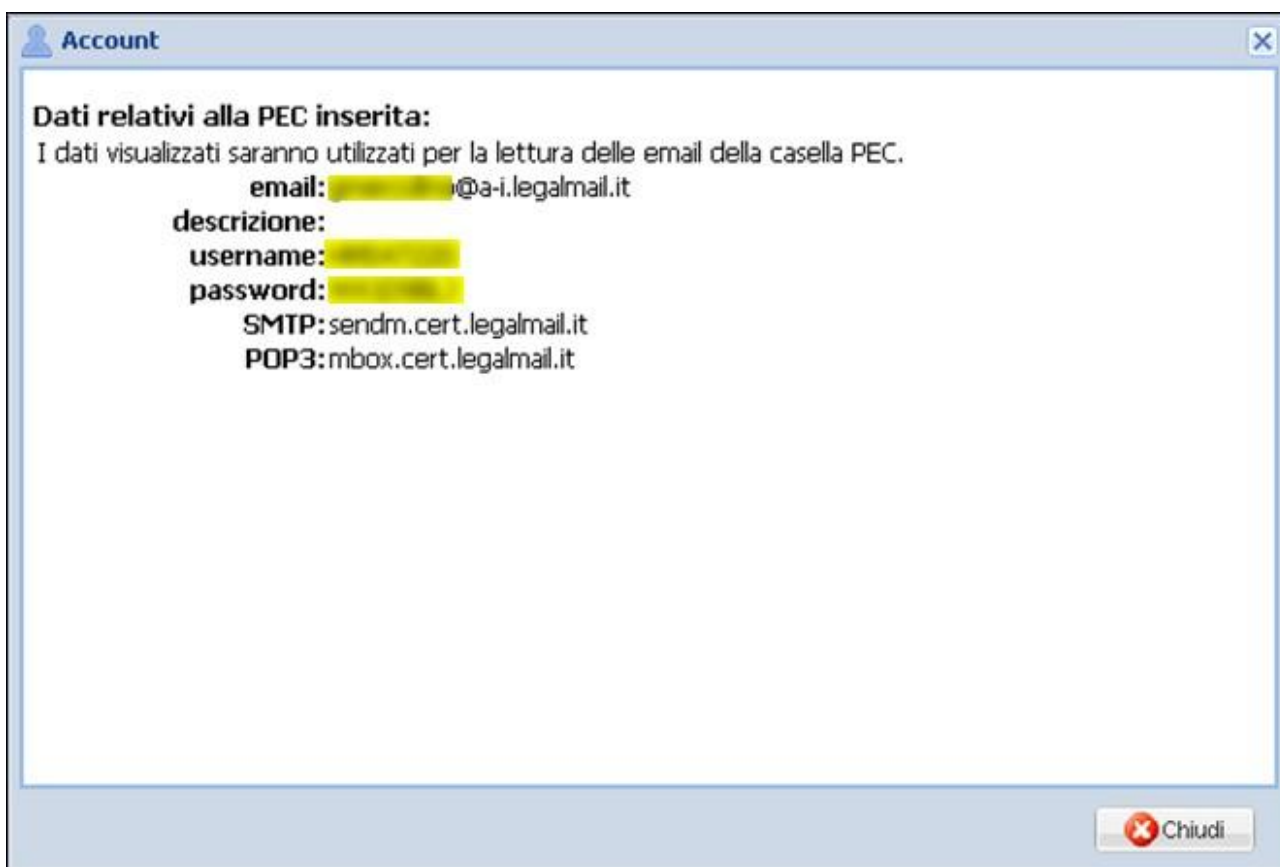 Account
Dati relativi alla PEC inserita:
I dati visualizzati saranno utilizzati per la lettura delle email della casella PEC.
email: @a-i.legalmail.it
descrizione:
username:
password:
SMTP: sendm.cert.legalmail.it
POP3: mbox.cert.legalmail.it
Chiudi